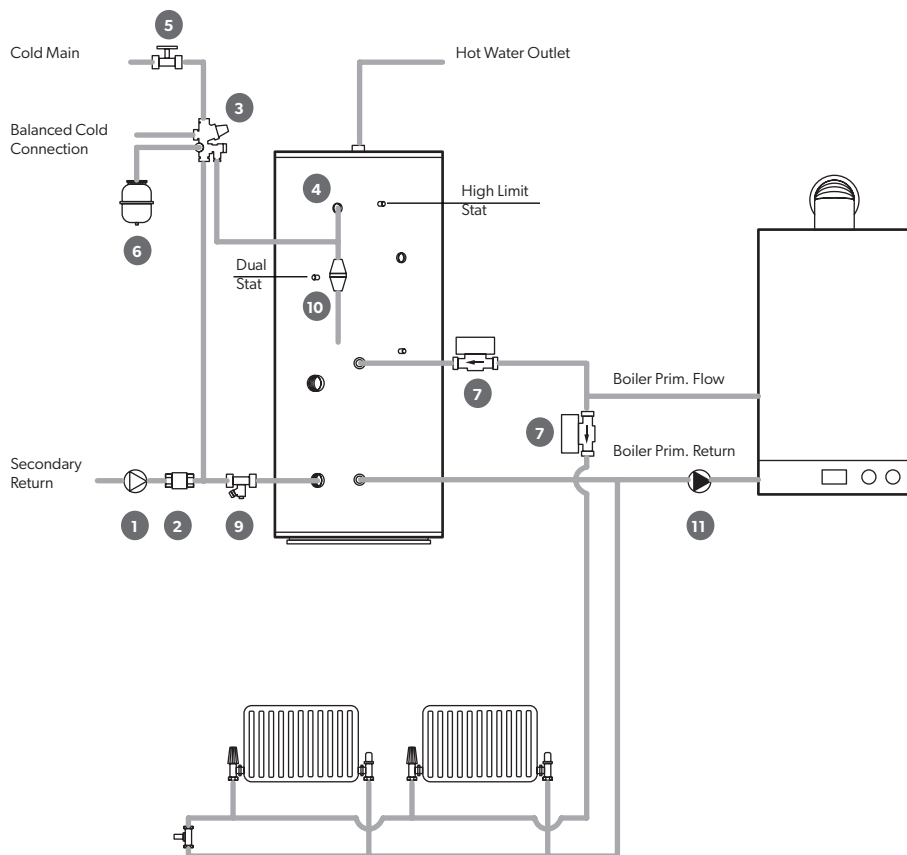 5
Cold Main
Hot Water Outlet
3
Balanced Cold
Connection
4
High Limit
Stat
6
Dual
Stat
10
7
Boiler Prim. Flow
7
Boiler Prim. Return
Secondary
Return
1
2
9
11